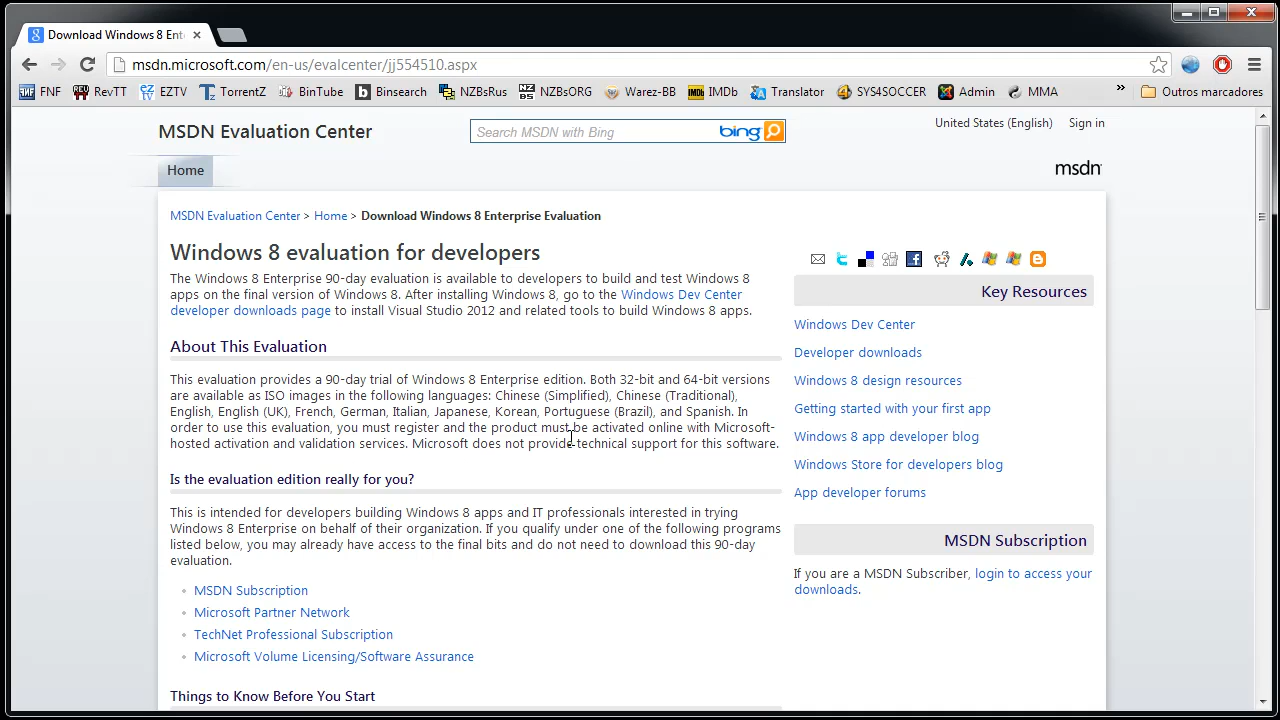 Download Windows 8 Ent
msdn.microsoft.com/en-us/evalcenter/jj554510.aspx
FNF RevTT EZTV TorrentZ BinTube Binsearch NZBsRus NZBsORG Warez-BB IMDb Translator SYS4SOCCER Admin MMA » Outros marcadores
MSDN Evaluation Center
Search MSDN with Bing
bing
United States (English) Sign in
Home
msdn
MSDN Evaluation Center > Home > Download Windows 8 Enterprise Evaluation
Windows 8 evaluation for developers
The Windows 8 Enterprise 90-day evaluation is available to developers to build and test Windows 8
apps on the final version of Windows 8. After installing Windows 8, go to the Windows Dev Center
developer downloads page to install Visual Studio 2012 and related tools to build Windows 8 apps.
About This Evaluation
This evaluation provides a 90-day trial of Windows 8 Enterprise edition. Both 32-bit and 64-bit versions
are available as ISO images in the following languages: Chinese (Simplified), Chinese (Traditional),
English, English (UK), French, German, Italian, Japanese, Korean, Portuguese (Brazil), and Spanish. In
order to use this evaluation, you must register and the product must be activated online with Microsoft-
hosted activation and validation services. Microsoft does not provide technical support for this software.
Is the evaluation edition really for you?
This is intended for developers building Windows 8 apps and IT professionals interested in trying
Windows 8 Enterprise on behalf of their organization. If you qualify under one of the following programs
listed below, you may already have access to the final bits and do not need to download this 90-day
evaluation.
• MSDN Subscription
• Microsoft Partner Network
• TechNet Professional Subscription
• Microsoft Volume Licensing/Software Assurance
Things to Know Before You Start
Key Resources
Windows Dev Center
Developer downloads
Windows 8 design resources
Getting started with your first app
Windows 8 app developer blog
Windows Store for developers blog
App developer forums
MSDN Subscription
If you are a MSDN Subscriber, login to access your
downloads.